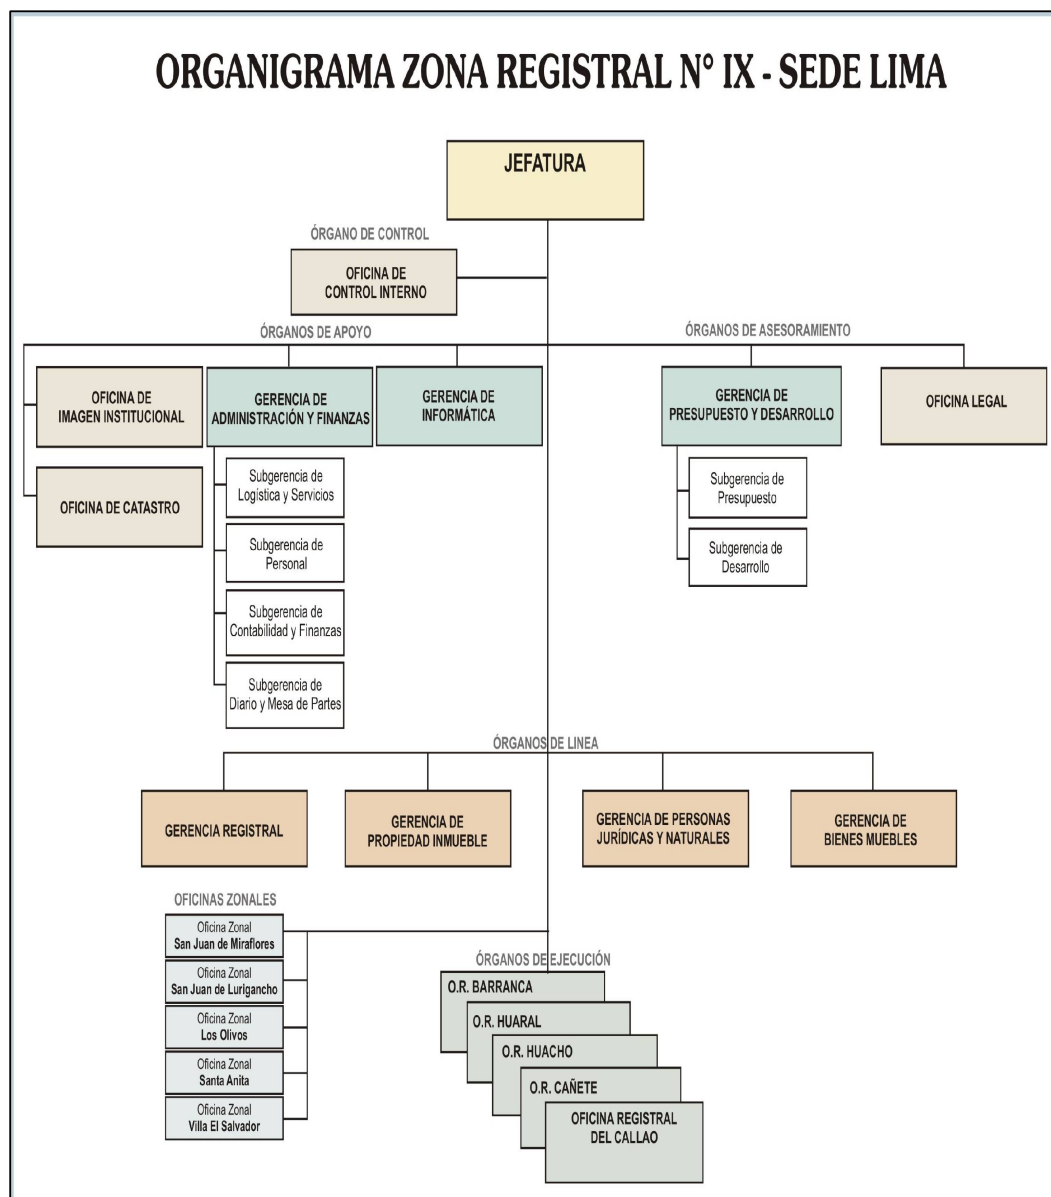 ORGANIGRAMA ZONA REGISTRAL N° IX - SEDE LIMA
JEFATURA
ÓRGANO DE CONTROL
OFICINA DE
CONTROL INTERNO
ÓRGANOS DE APOYO
ÓRGANOS DE ASESORAMIENTO
OFICINA DE
IMAGEN INSTITUCIONAL
GERENCIA DE
ADMINISTRACIÓN Y FINANZAS
GERENCIA DE
INFORMÁTICA
GERENCIA DE
PRESUPUESTO Y DESARROLLO
OFICINA LEGAL
OFICINA DE CATASTRO
Subgerencia de
Logística y Servicios
Subgerencia de
Personal
Subgerencia de
Contabilidad y Finanzas
Subgerencia de
Diario y Mesa de Partes
Subgerencia de
Presupuesto
Subgerencia de
Desarrollo
ÓRGANOS DE LINEA
GERENCIA REGISTRAL
GERENCIA DE
PROPIEDAD INMUEBLE
GERENCIA DE PERSONAS
JURÍDICAS Y NATURALES
GERENCIA DE
BIENES MUEBLES
OFICINAS ZONALES
Oficina Zonal
San Juan de Miraflores
Oficina Zonal
San Juan de Lurigancho
Oficina Zonal
Los Olivos
Oficina Zonal
Santa Anita
Oficina Zonal
Villa El Salvador
ÓRGANOS DE EJECUCIÓN
O.R. BARRANCA
O.R. HUARAL
O.R. HUACHO
O.R. CAÑETE
OFICINA REGISTRAL
DEL CALLAO